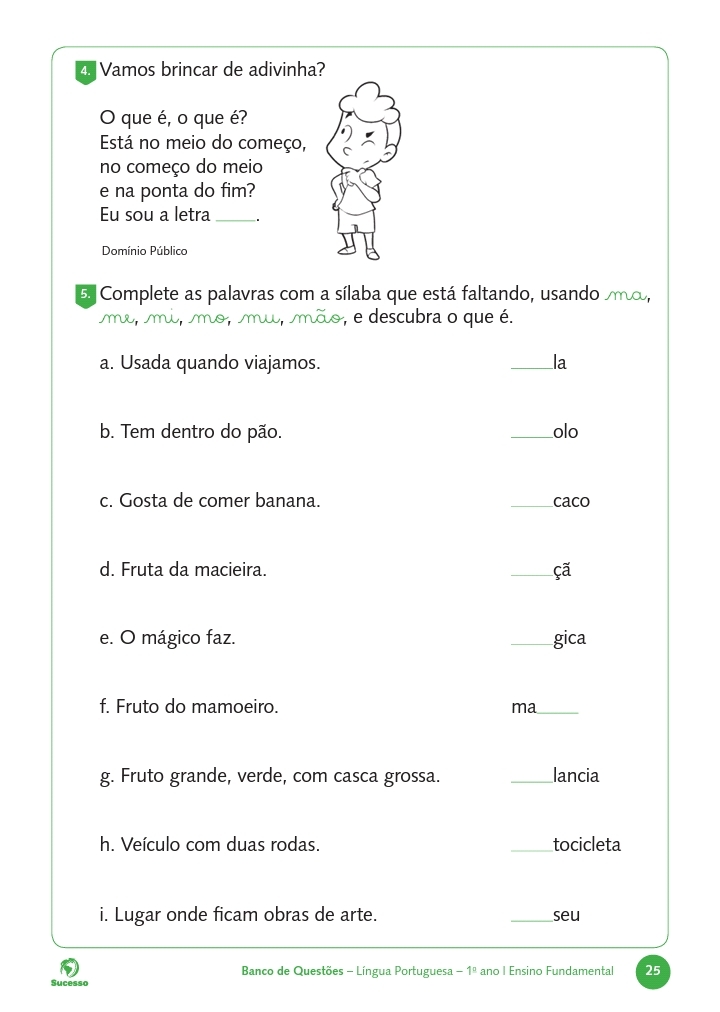 4. Vamos brincar de adivinha?
O que é, o que é?
Está no meio do começo,
no começo do meio
e na ponta do fim?
Eu sou a letra ____.
Domínio Público
5. Complete as palavras com a sílaba que está faltando, usando ma,
me, mi, mo, mu, mão, e descubra o que é.
a. Usada quando viajamos. ____la
b. Tem dentro do pão. ____olo
c. Gosta de comer banana. ____caco
d. Fruta da macieira. ____çã
e. O mágico faz. ____gica
f. Fruto do mamoeiro. ma____
g. Fruto grande, verde, com casca grossa. ____lancia
h. Veículo com duas rodas. ____tocicleta
i. Lugar onde ficam obras de arte. ____seu
Sucesso
Banco de Questões – Língua Portuguesa – 1º ano I Ensino Fundamental 25